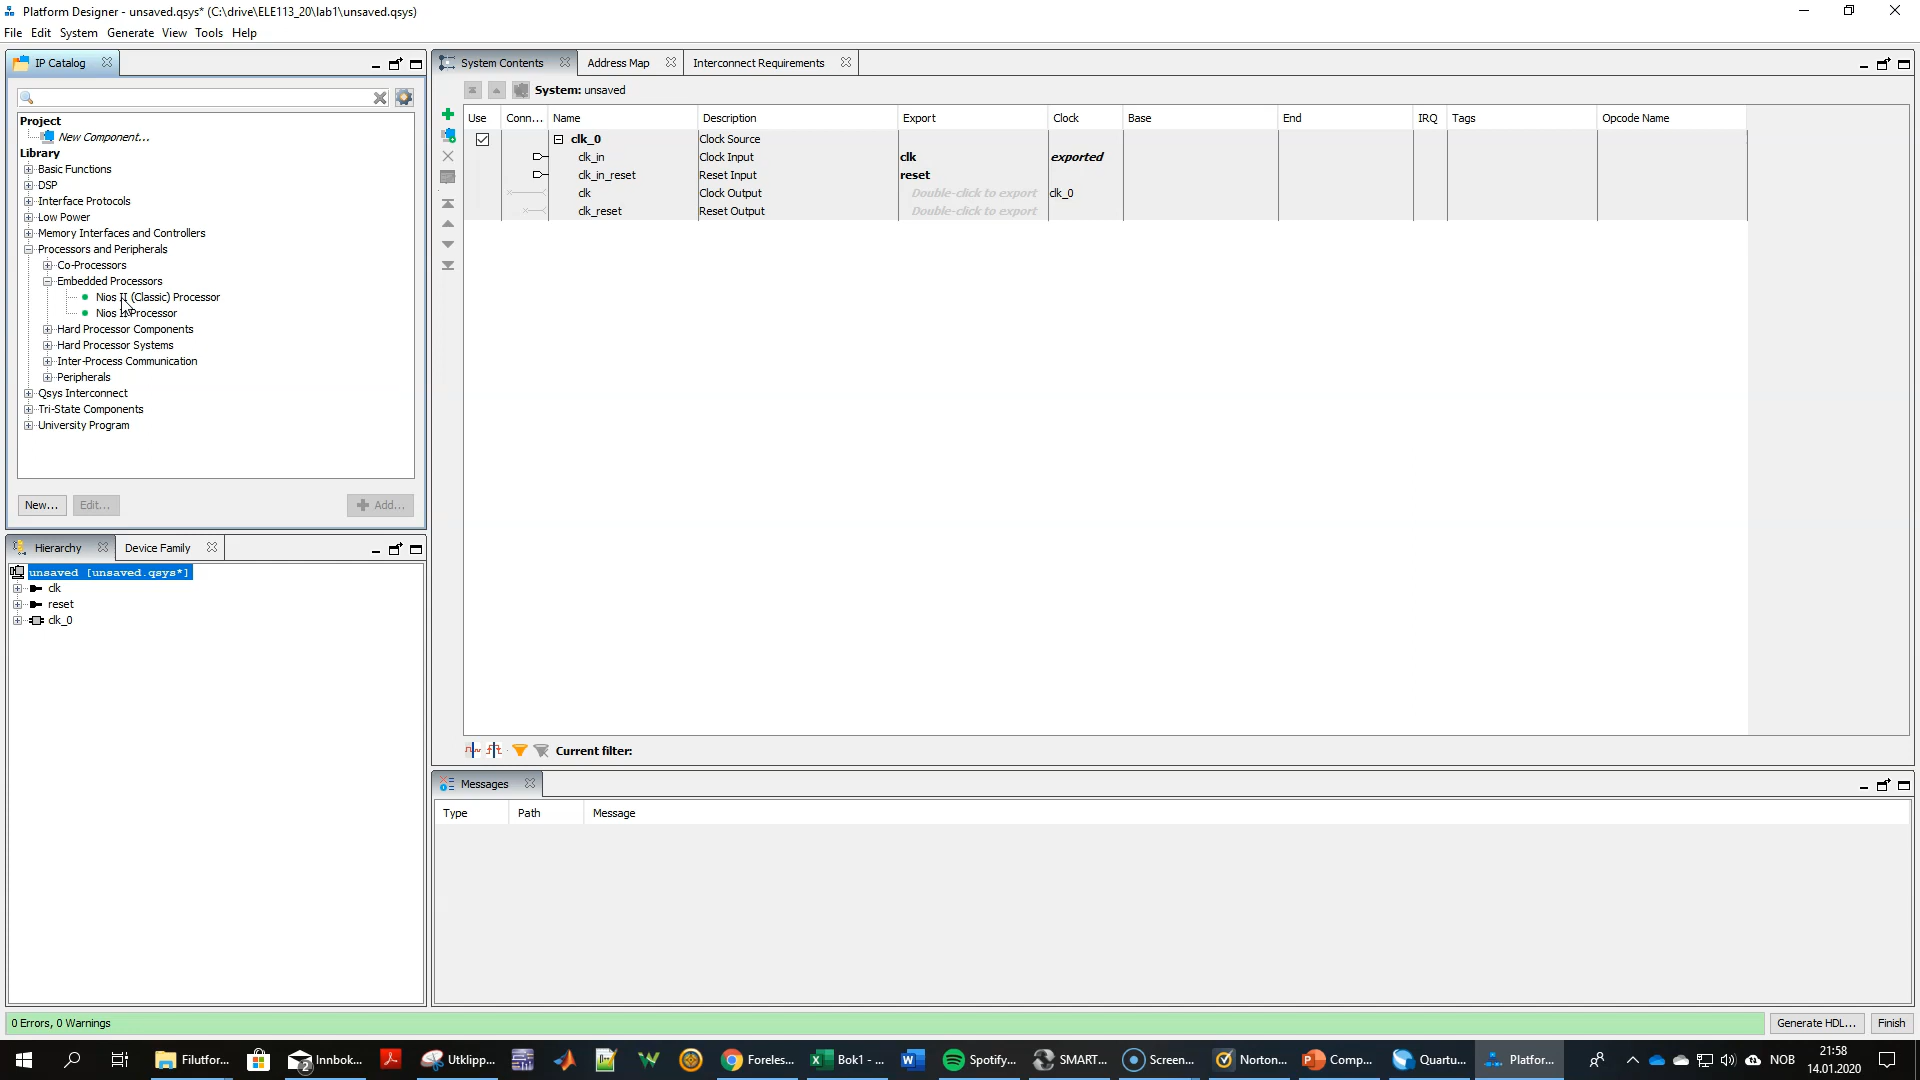 Platform Designer - unsaved.qsys* (C:\drive\ELE113_20\lab1\unsaved.qsys)
File Edit System Generate View Tools Help
IP Catalog
Project
New Component...
Library
Basic Functions
DSP
Interface Protocols
Low Power
Memory Interfaces and Controllers
Processors and Peripherals
Co-Processors
Embedded Processors
Nios II (Classic) Processor
Nios II Processor
Hard Processor Components
Hard Processor Systems
Inter-Process Communication
Peripherals
Qsys Interconnect
Tri-State Components
University Program
New... Edit... Add...
Hierarchy Device Family
unsaved [unsaved.qsys*]
clk
reset
clk_0
System Contents Address Map Interconnect Requirements
System: unsaved
Use Conn... Name Description Export Clock Base End IRQ Tags Opcode Name
clk_0 Clock Source
clk_in Clock Input clk exported
clk_in_reset Reset Input reset
clk Clock Output Double-click to export clk_0
clk_reset Reset Output Double-click to export
Current filter:
Messages
Type Path Message
0 Errors, 0 Warnings
Generate HDL... Finish
Filutfor... Innbok... 2 Utklipp... Foreles... Bok1 - ... Spotify... SMART... Screen... Norton... Comp... Quartu... Platfor... NOB 21:58
14.01.2020